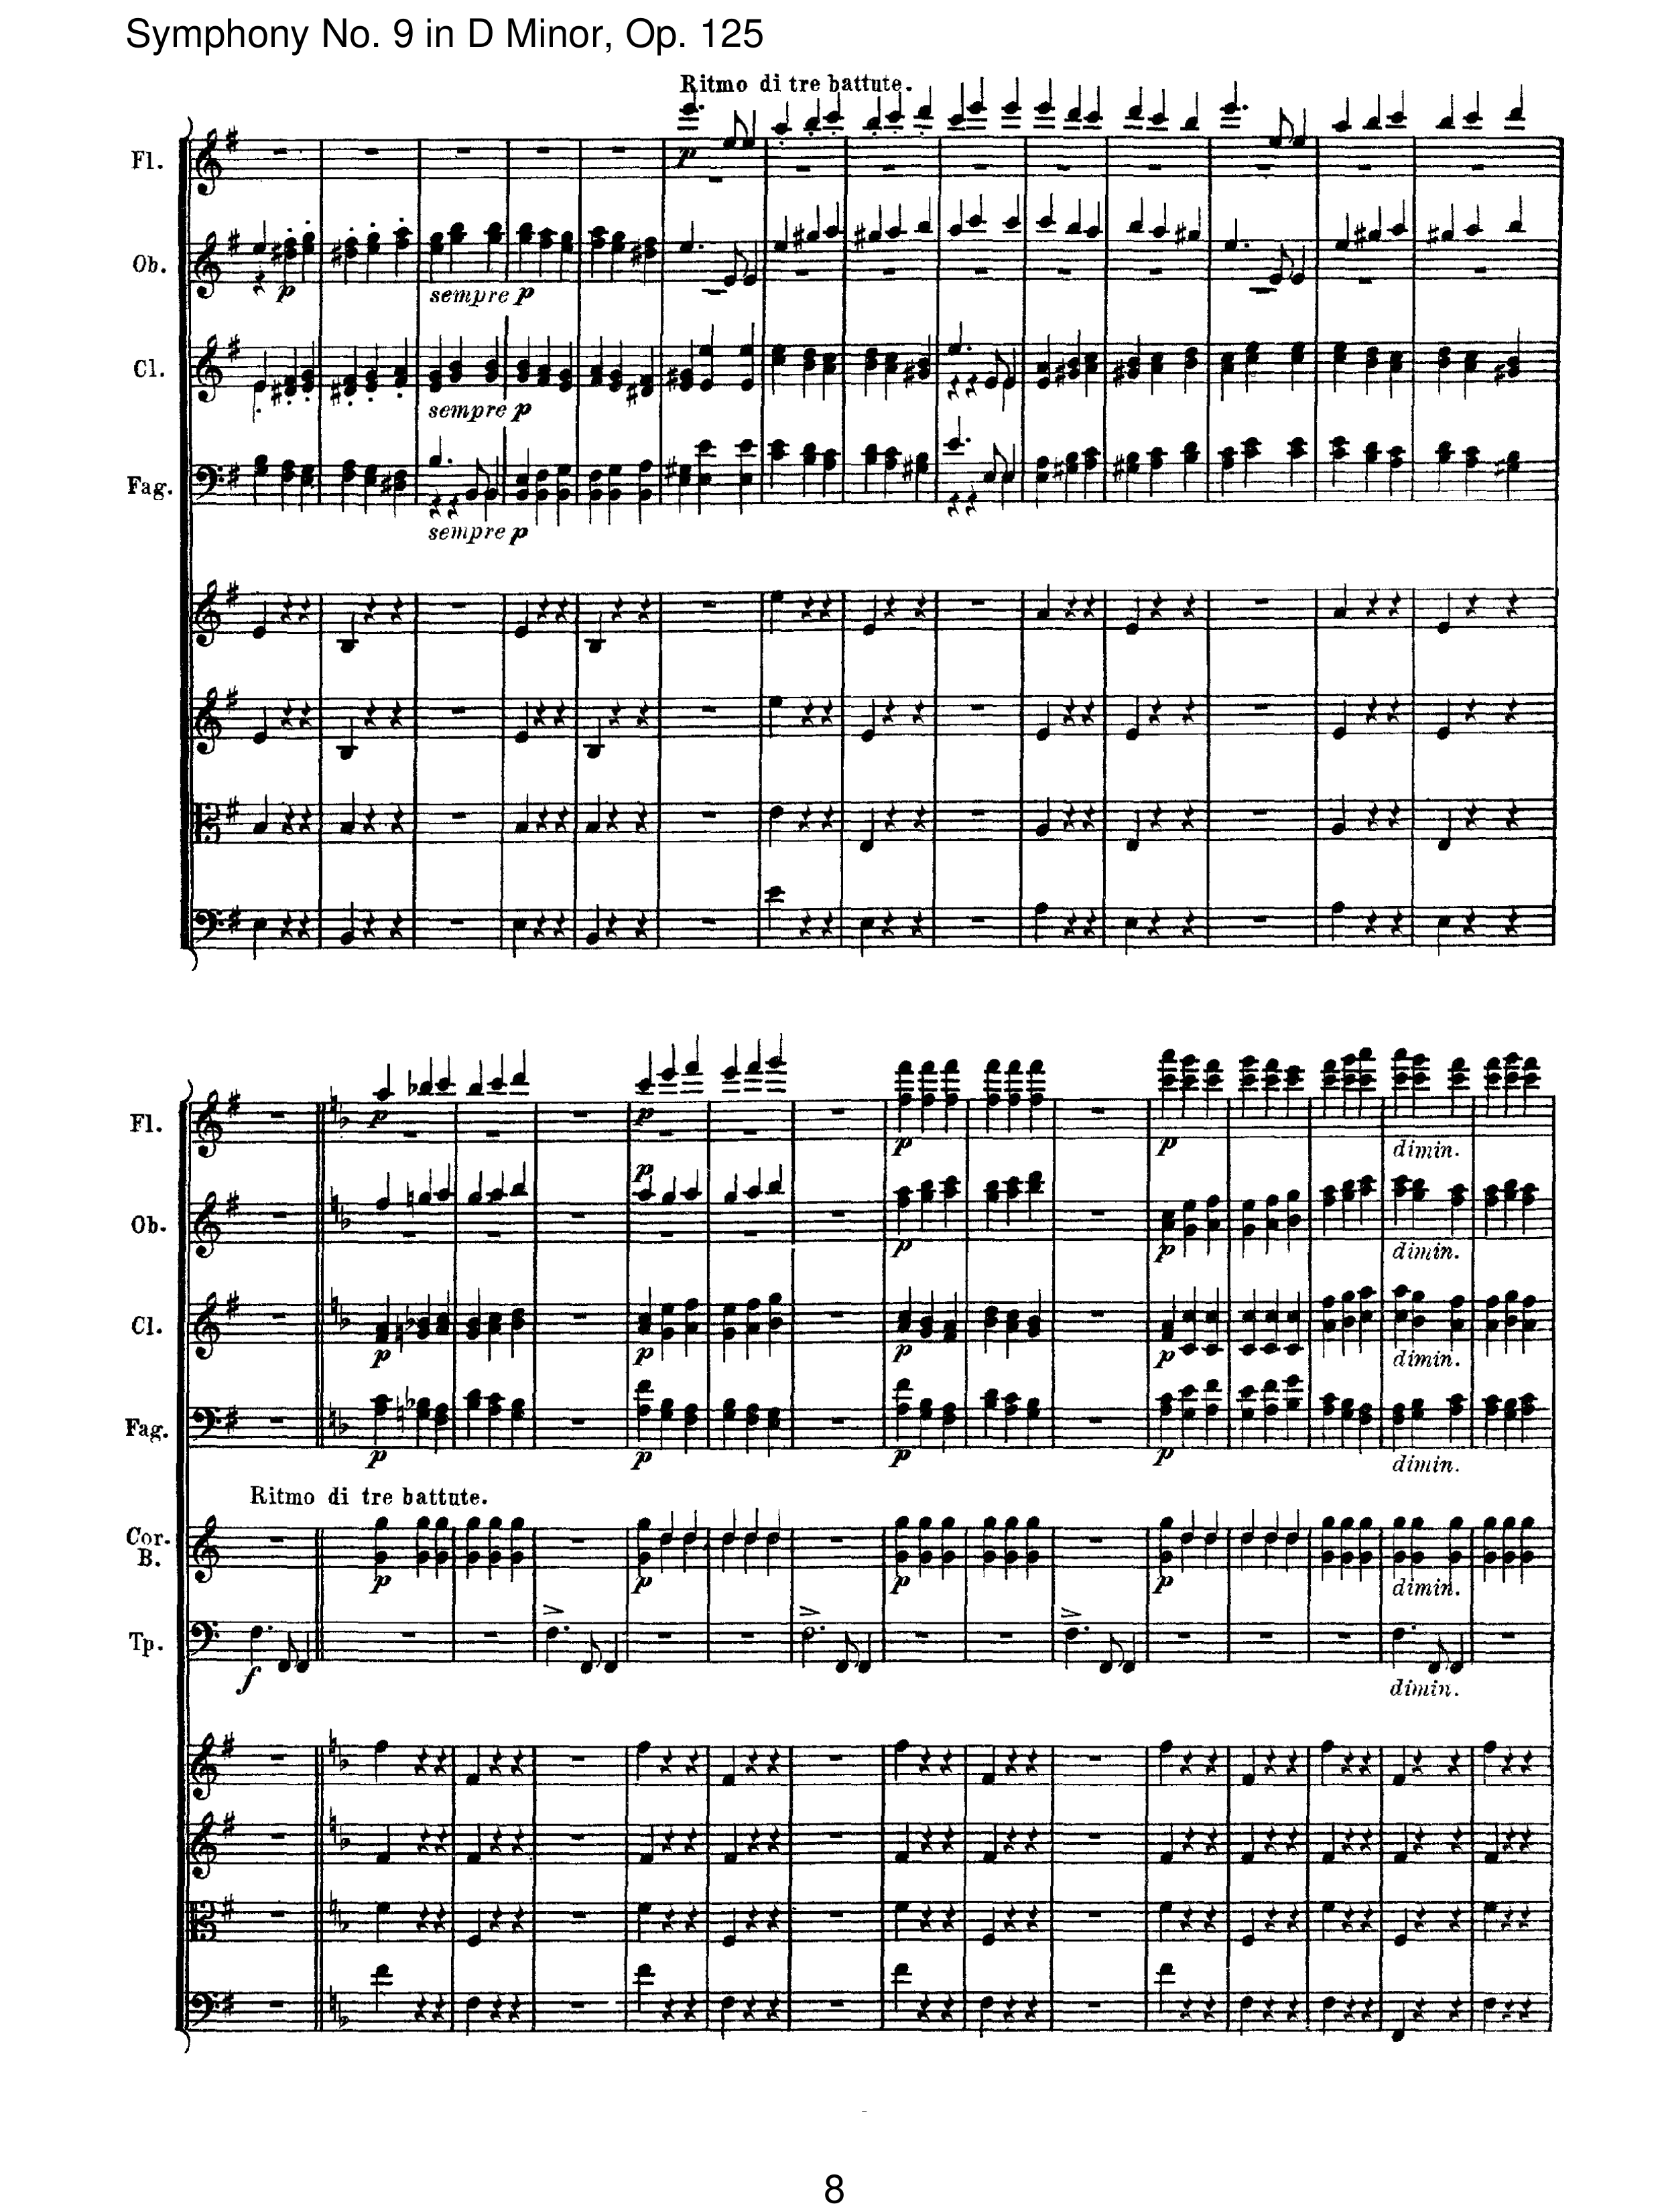 Symphony No. 9 in D Minor, Op. 125
Ritmo di tre battute.
Fl.
p
Ob.
p
sempre p
Cl.
sempre p
Fag.
sempre p
Fl.
p
p
p
p
dimin.
Ob.
p
p
p
dimin.
Cl.
p
p
p
p
dimin.
Fag.
p
p
p
p
dimin.
Ritmo di tre battute.
Cor.
B.
p
p
p
p
dimin.
Tp.
f
dimin.
8